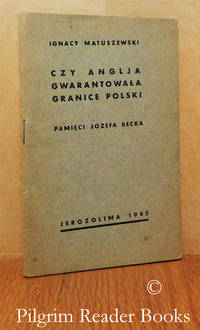 IGNACY MATUSZEWSKI
CZY ANGLJA
GWARANTOWAŁA
GRANICE POLSKI
PAMIĘCI JÓZEFA BECKA
JEROZOLIMA 1945
©
Pilgrim Reader Books